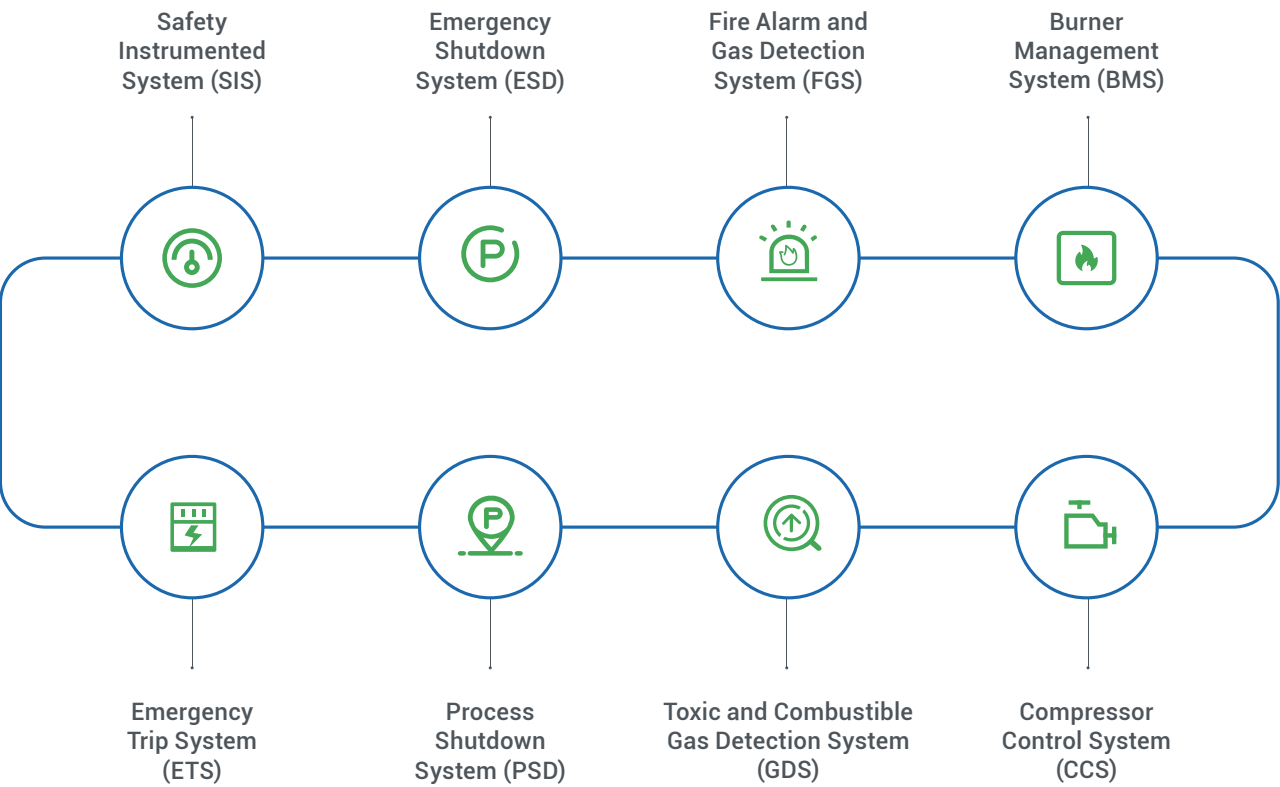 Safety
Instrumented
System (SIS)
Emergency
Shutdown
System (ESD)
Fire Alarm and
Gas Detection
System (FGS)
Burner
Management
System (BMS)
P
P
Emergency
Trip System
(ETS)
Process
Shutdown
System (PSD)
Toxic and Combustible
Gas Detection System
(GDS)
Compressor
Control System
(CCS)